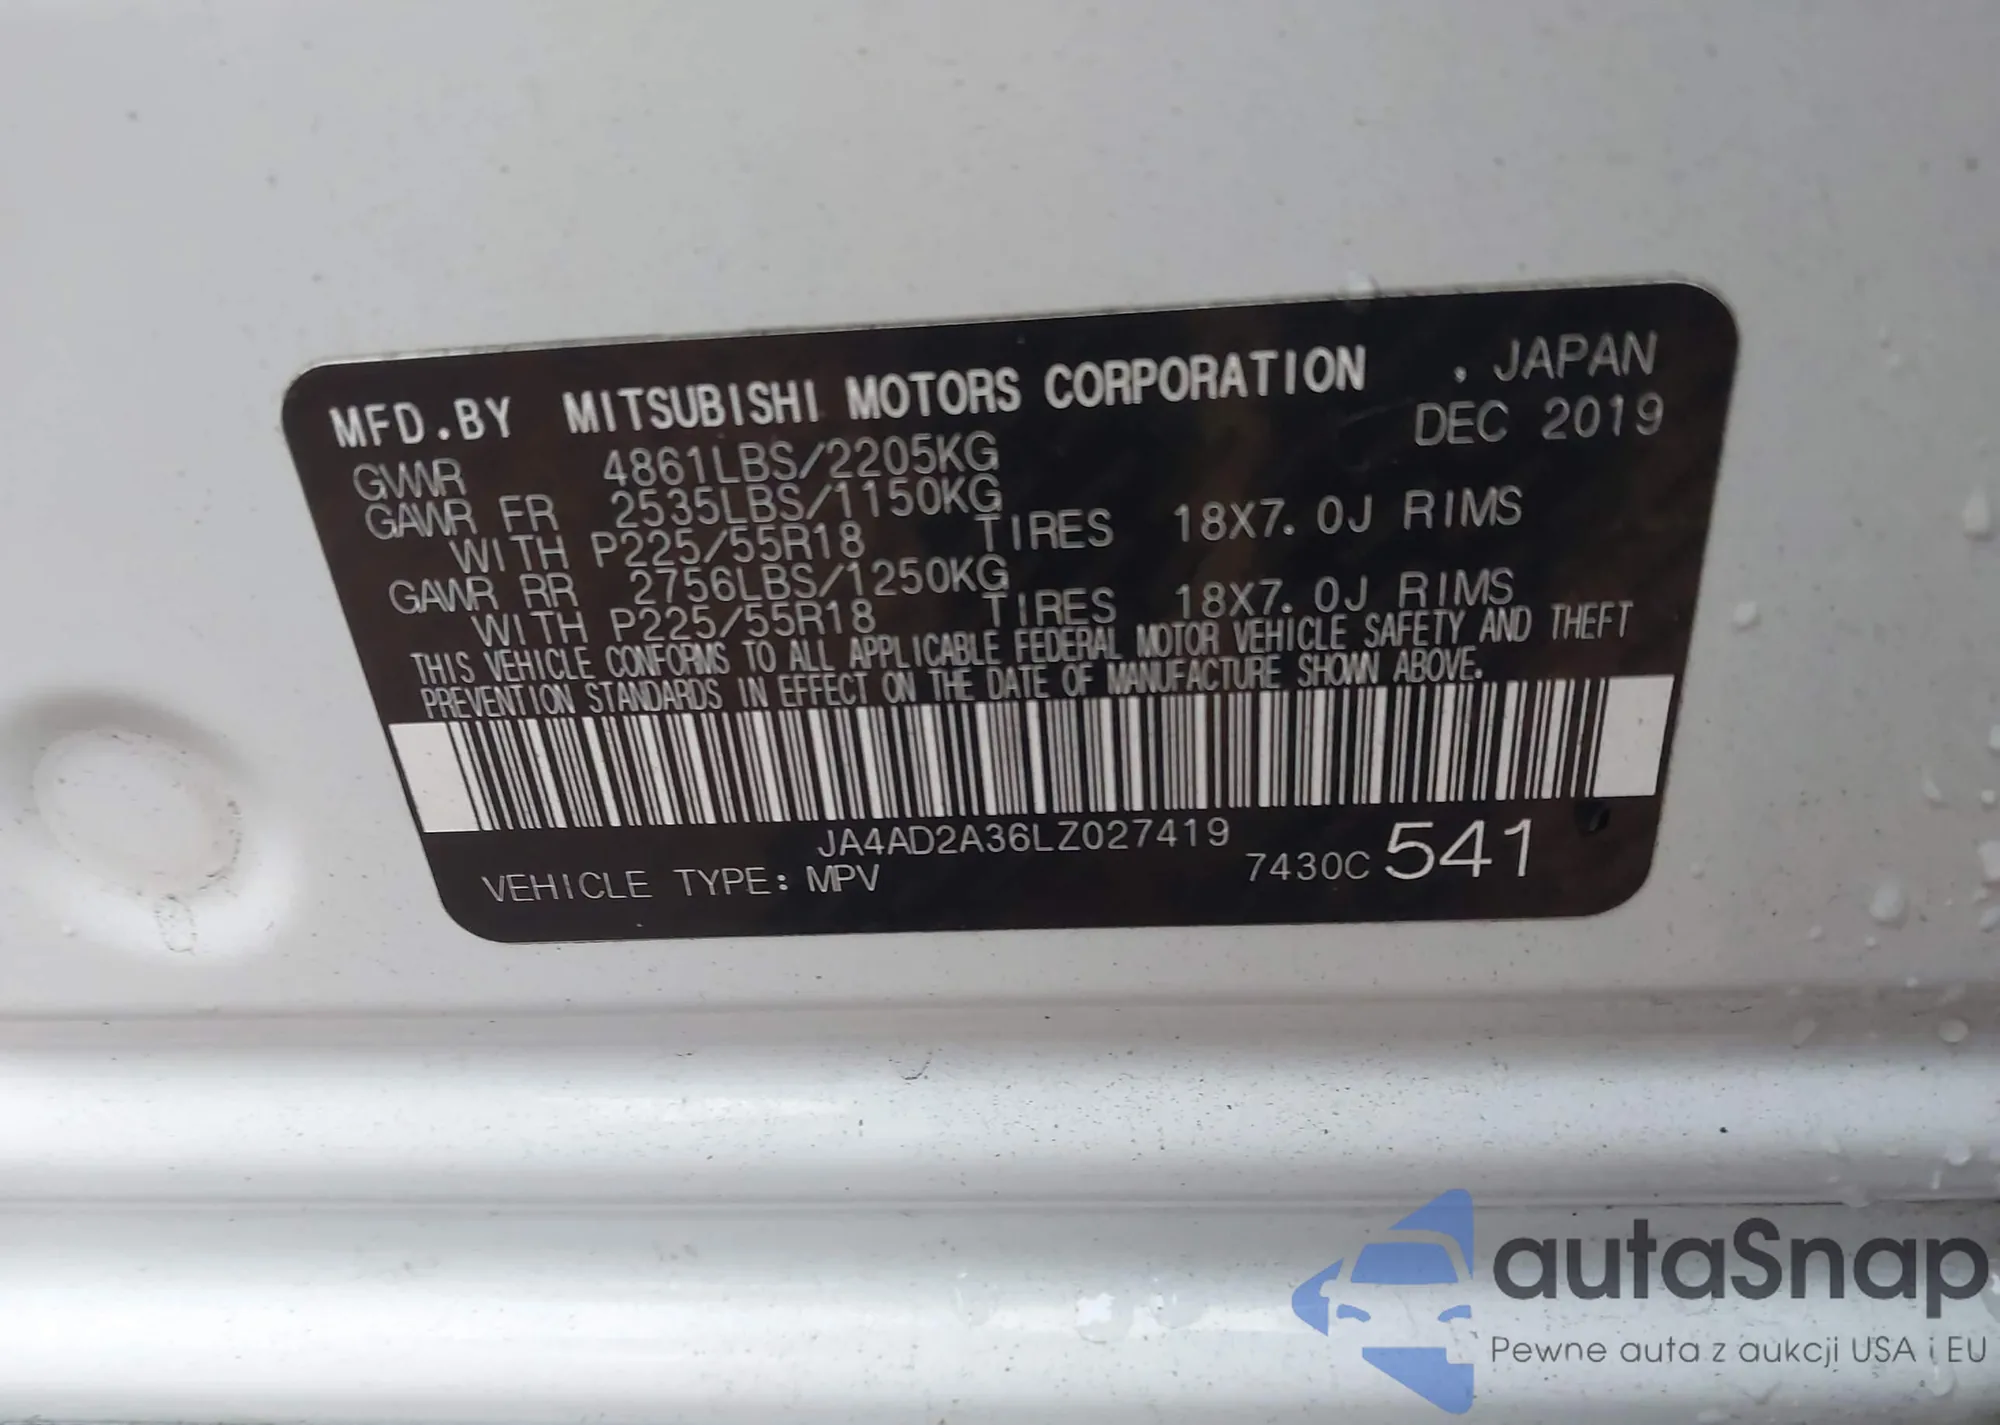 MFD.BY MITSUBISHI MOTORS CORPORATION . JAPAN
DEC 2019
GVWR 4861LBS/2205KG
GAWR FR 2535LBS/1150KG
WITH P225/55R18 TIRES 18X7.0J RIMS
GAWR RR 2756LBS/1250KG
WITH P225/55R18 TIRES 18X7.0J RIMS
THIS VEHICLE CONFORMS TO ALL APPLICABLE FEDERAL MOTOR VEHICLE SAFETY AND THEFT
PREVENTION STANDARDS IN EFFECT ON THE DATE OF MANUFACTURE SHOWN ABOVE.
JA4AD2A36LZ027419
VEHICLE TYPE: MPV 7430C 541
autaSnap
Pewne auta z aukcji USA i EU